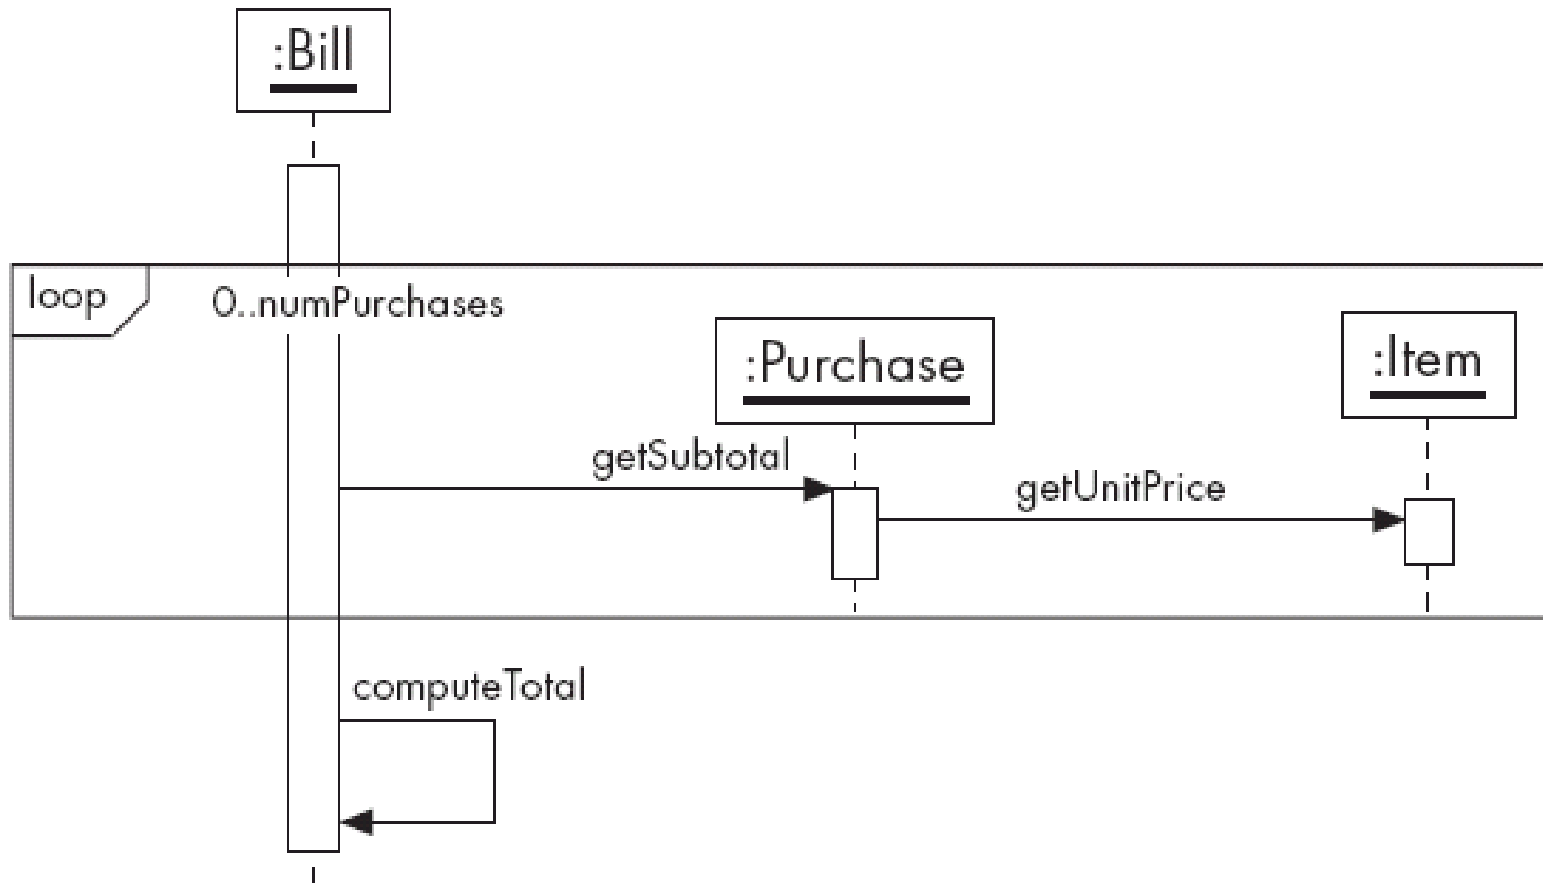 :Bill
loop
0..numPurchases
:Purchase
:Item
getSubtotal
getUnitPrice
computeTotal